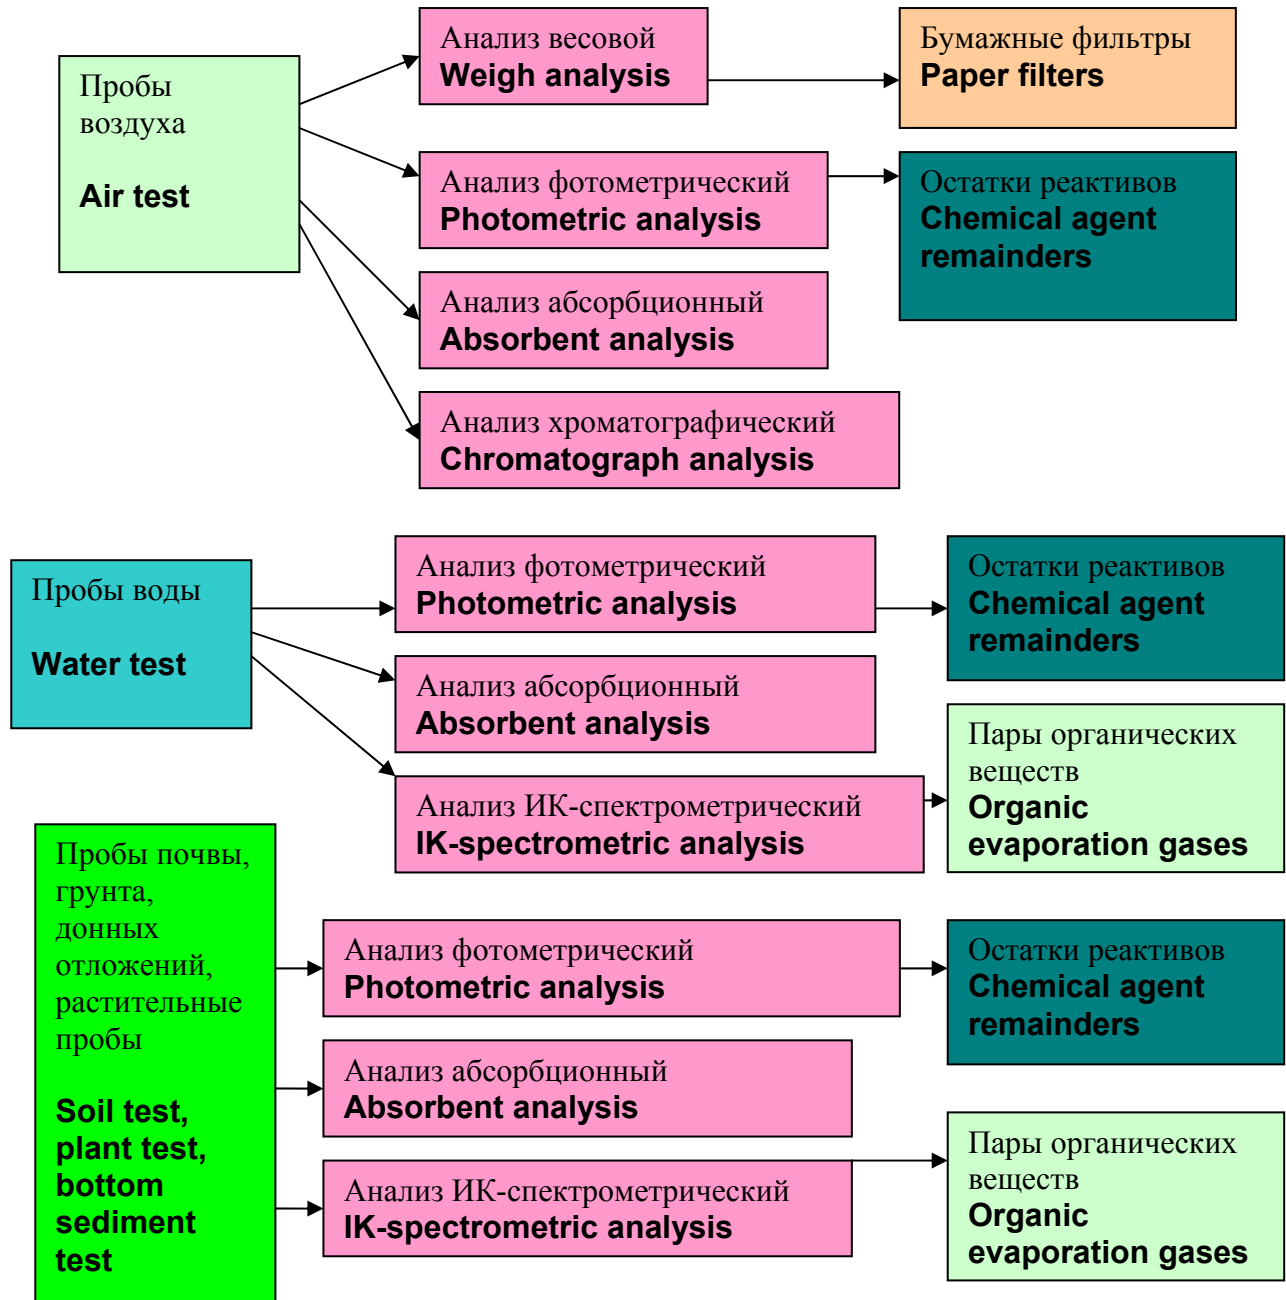 Пробы
воздуха
Air test
Анализ весовой
Weigh analysis
Бумажные фильтры
Paper filters
Анализ фотометрический
Photometric analysis
Остатки реактивов
Chemical agent
remainders
Анализ абсорбционный
Absorbent analysis
Анализ хроматографический
Chromatograph analysis
Пробы воды
Water test
Анализ фотометрический
Photometric analysis
Остатки реактивов
Chemical agent
remainders
Анализ абсорбционный
Absorbent analysis
Анализ ИК-спектрометрический
IK-spectrometric analysis
Пары органических
веществ
Organic
evaporation gases
Пробы почвы,
грунта,
донных
отложений,
растительные
пробы
Soil test,
plant test,
bottom
sediment
test
Анализ фотометрический
Photometric analysis
Остатки реактивов
Chemical agent
remainders
Анализ абсорбционный
Absorbent analysis
Анализ ИК-спектрометрический
IK-spectrometric analysis
Пары органических
веществ
Organic
evaporation gases